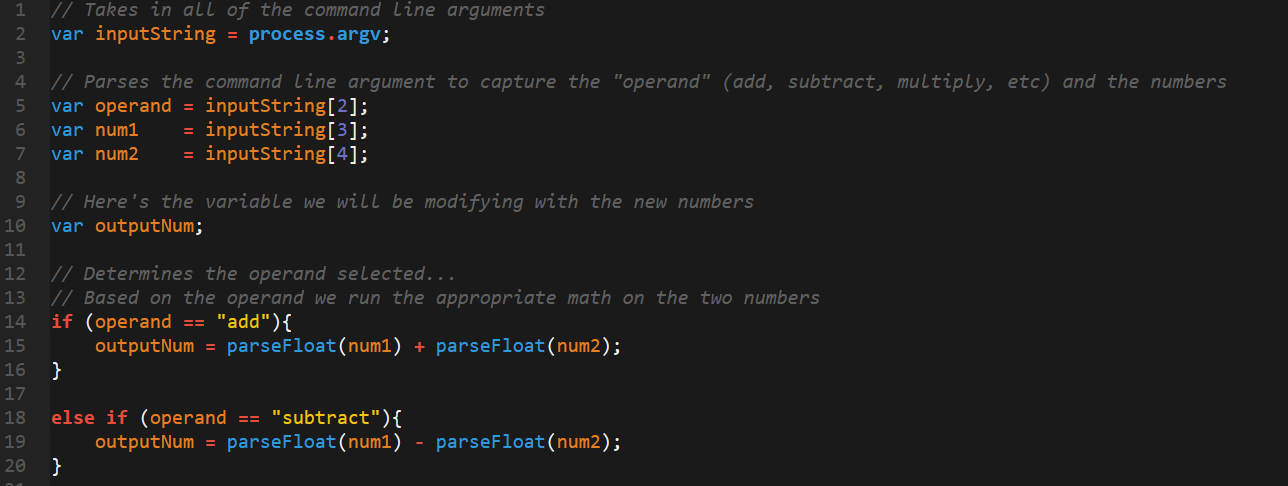 1 // Takes in all of the command line arguments
2 var inputString = process.argv;
3
4 // Parses the command line argument to capture the "operand" (add, subtract, multiply, etc) and the numbers
5 var operand = inputString[2];
6 var num1    = inputString[3];
7 var num2    = inputString[4];
8
9 // Here's the variable we will be modifying with the new numbers
10 var outputNum;
11
12 // Determines the operand selected...
13 // Based on the operand we run the appropriate math on the two numbers
14 if (operand == "add"){
15     outputNum = parseFloat(num1) + parseFloat(num2);
16 }
17
18 else if (operand == "subtract"){
19     outputNum = parseFloat(num1) - parseFloat(num2);
20 }